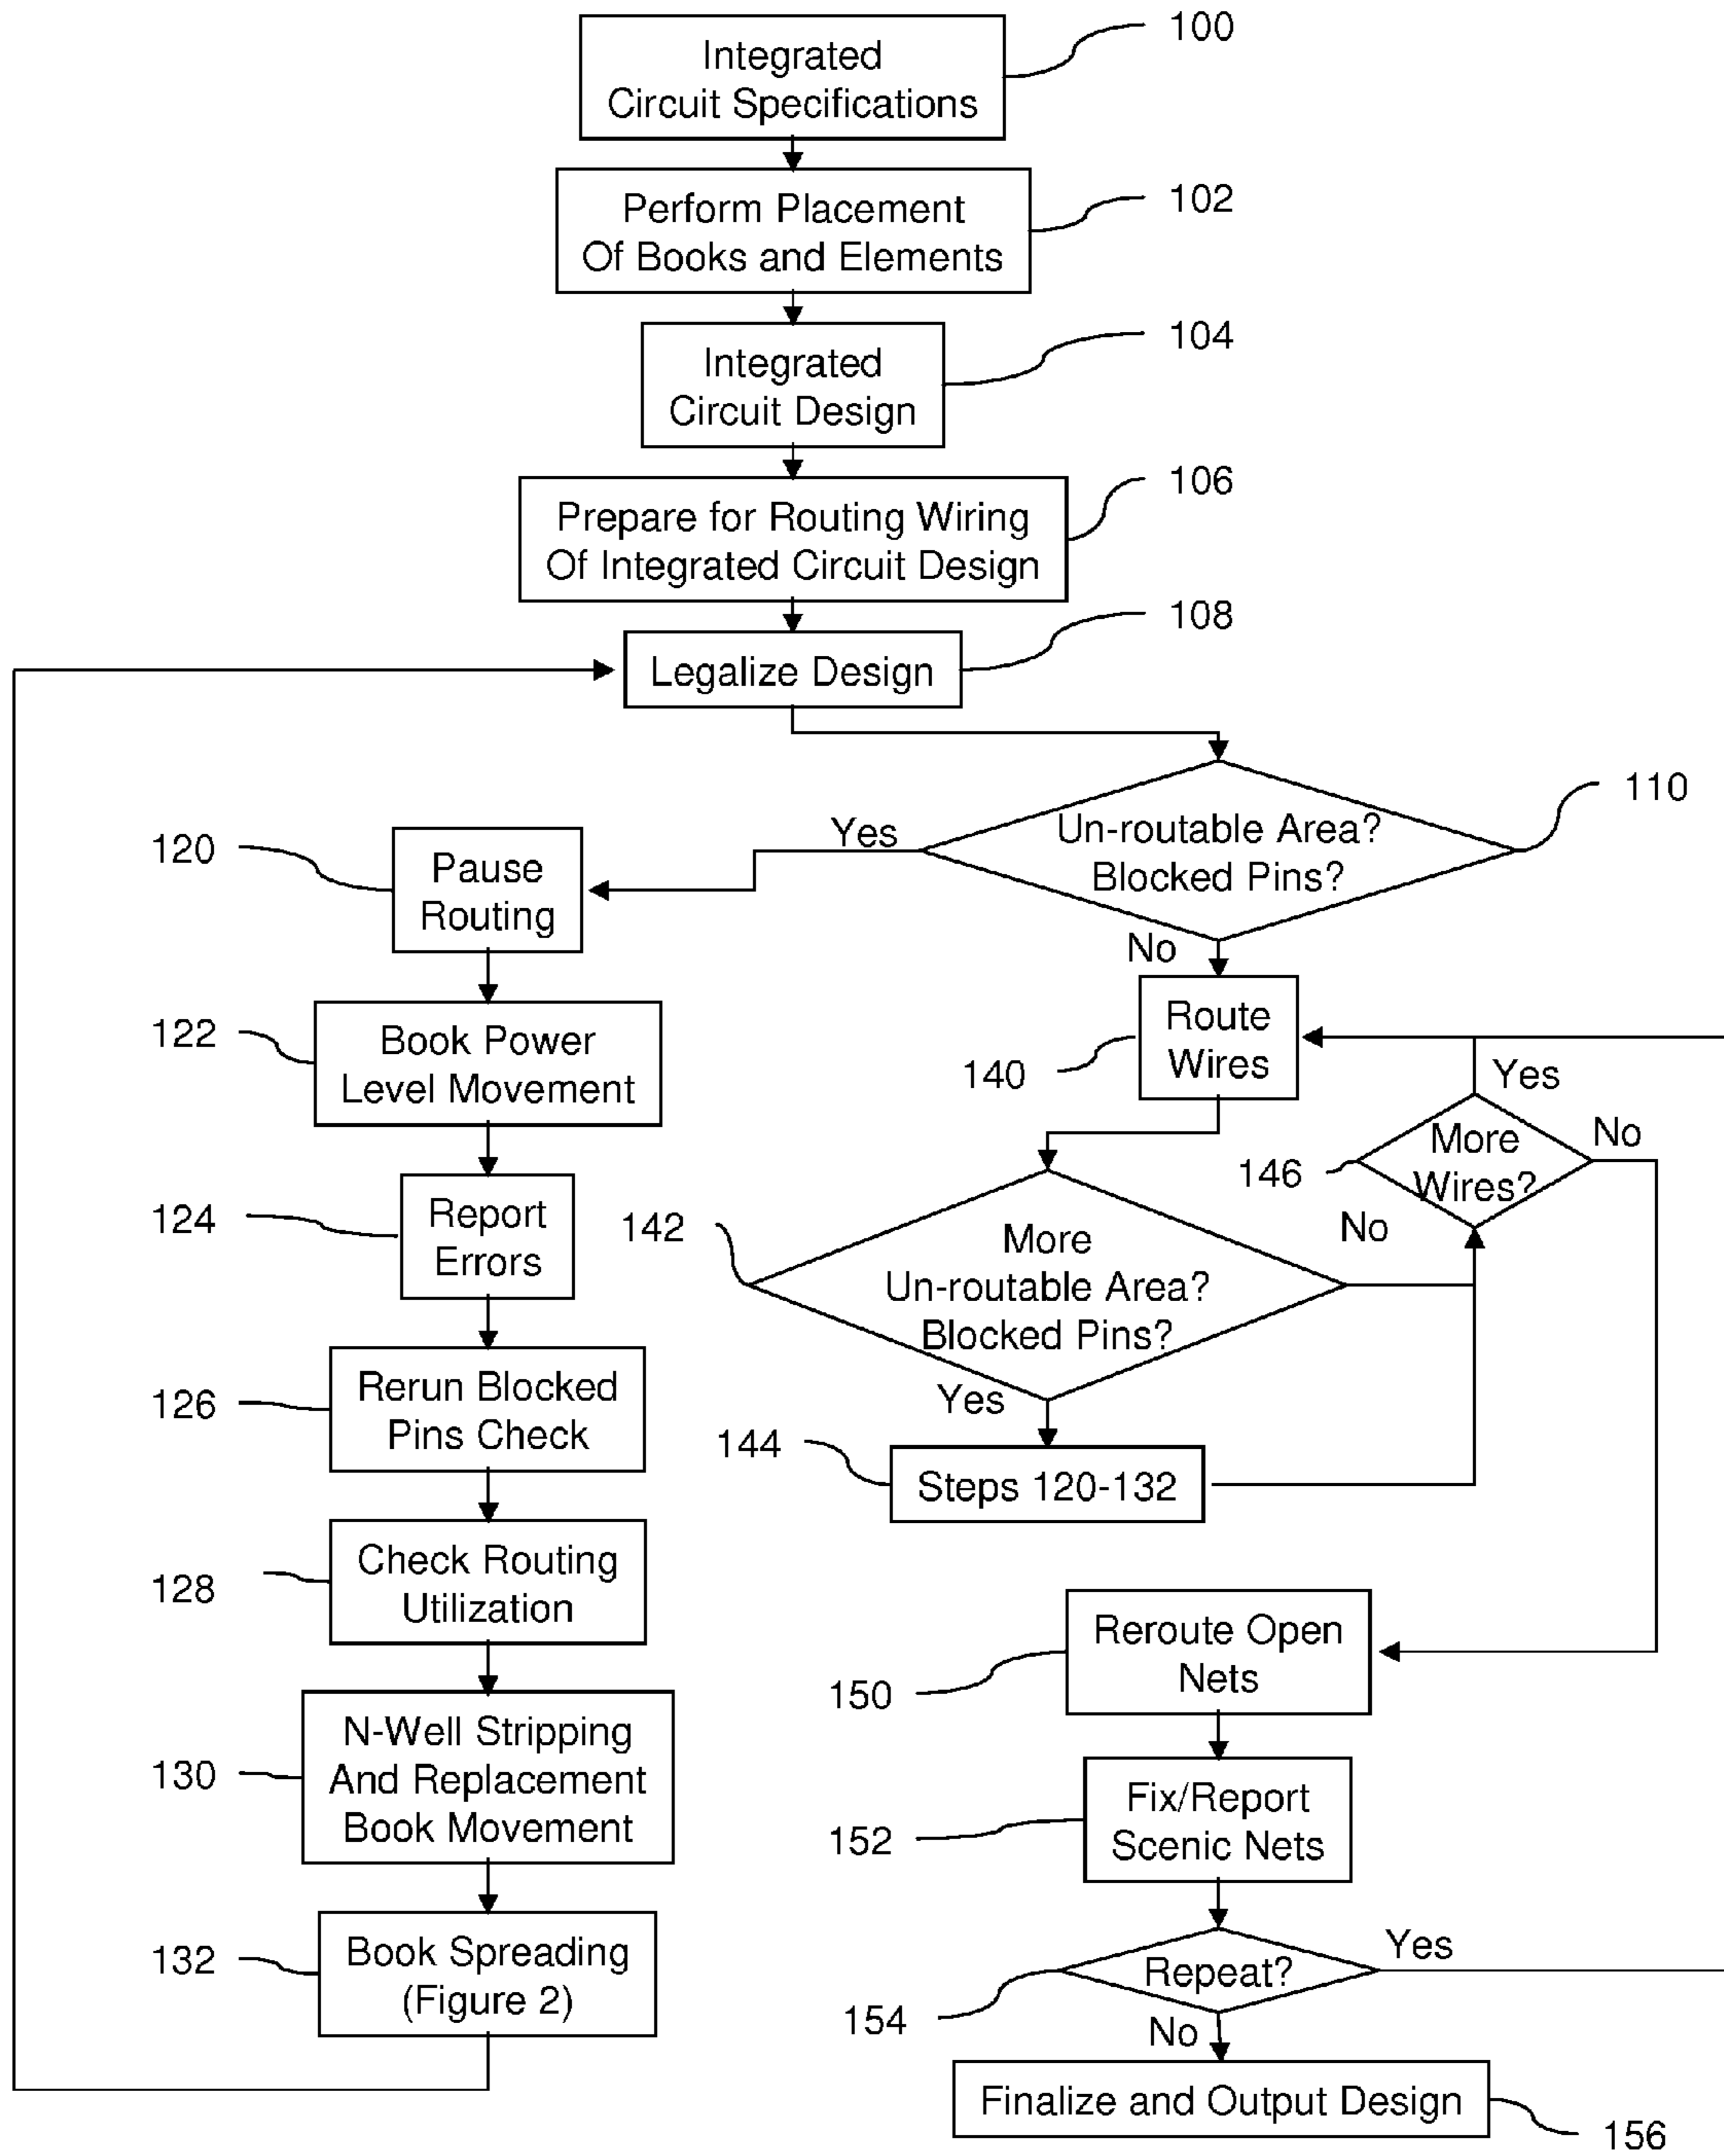 Integrated
Circuit Specifications
100
Perform Placement
Of Books and Elements
102
Integrated
Circuit Design
104
Prepare for Routing Wiring
Of Integrated Circuit Design
106
Legalize Design
108
Un-routable Area?
Blocked Pins?
110
Yes
No
120
Pause
Routing
122
Book Power
Level Movement
124
Report
Errors
126
Rerun Blocked
Pins Check
128
Check Routing
Utilization
130
N-Well Stripping
And Replacement
Book Movement
132
Book Spreading
(Figure 2)
Route
Wires
140
Yes
More
Wires?
No
146
142
More
Un-routable Area?
Blocked Pins?
No
Yes
144
Steps 120-132
Reroute Open
Nets
150
Fix/Report
Scenic Nets
152
Repeat?
Yes
154
No
Finalize and Output Design
156